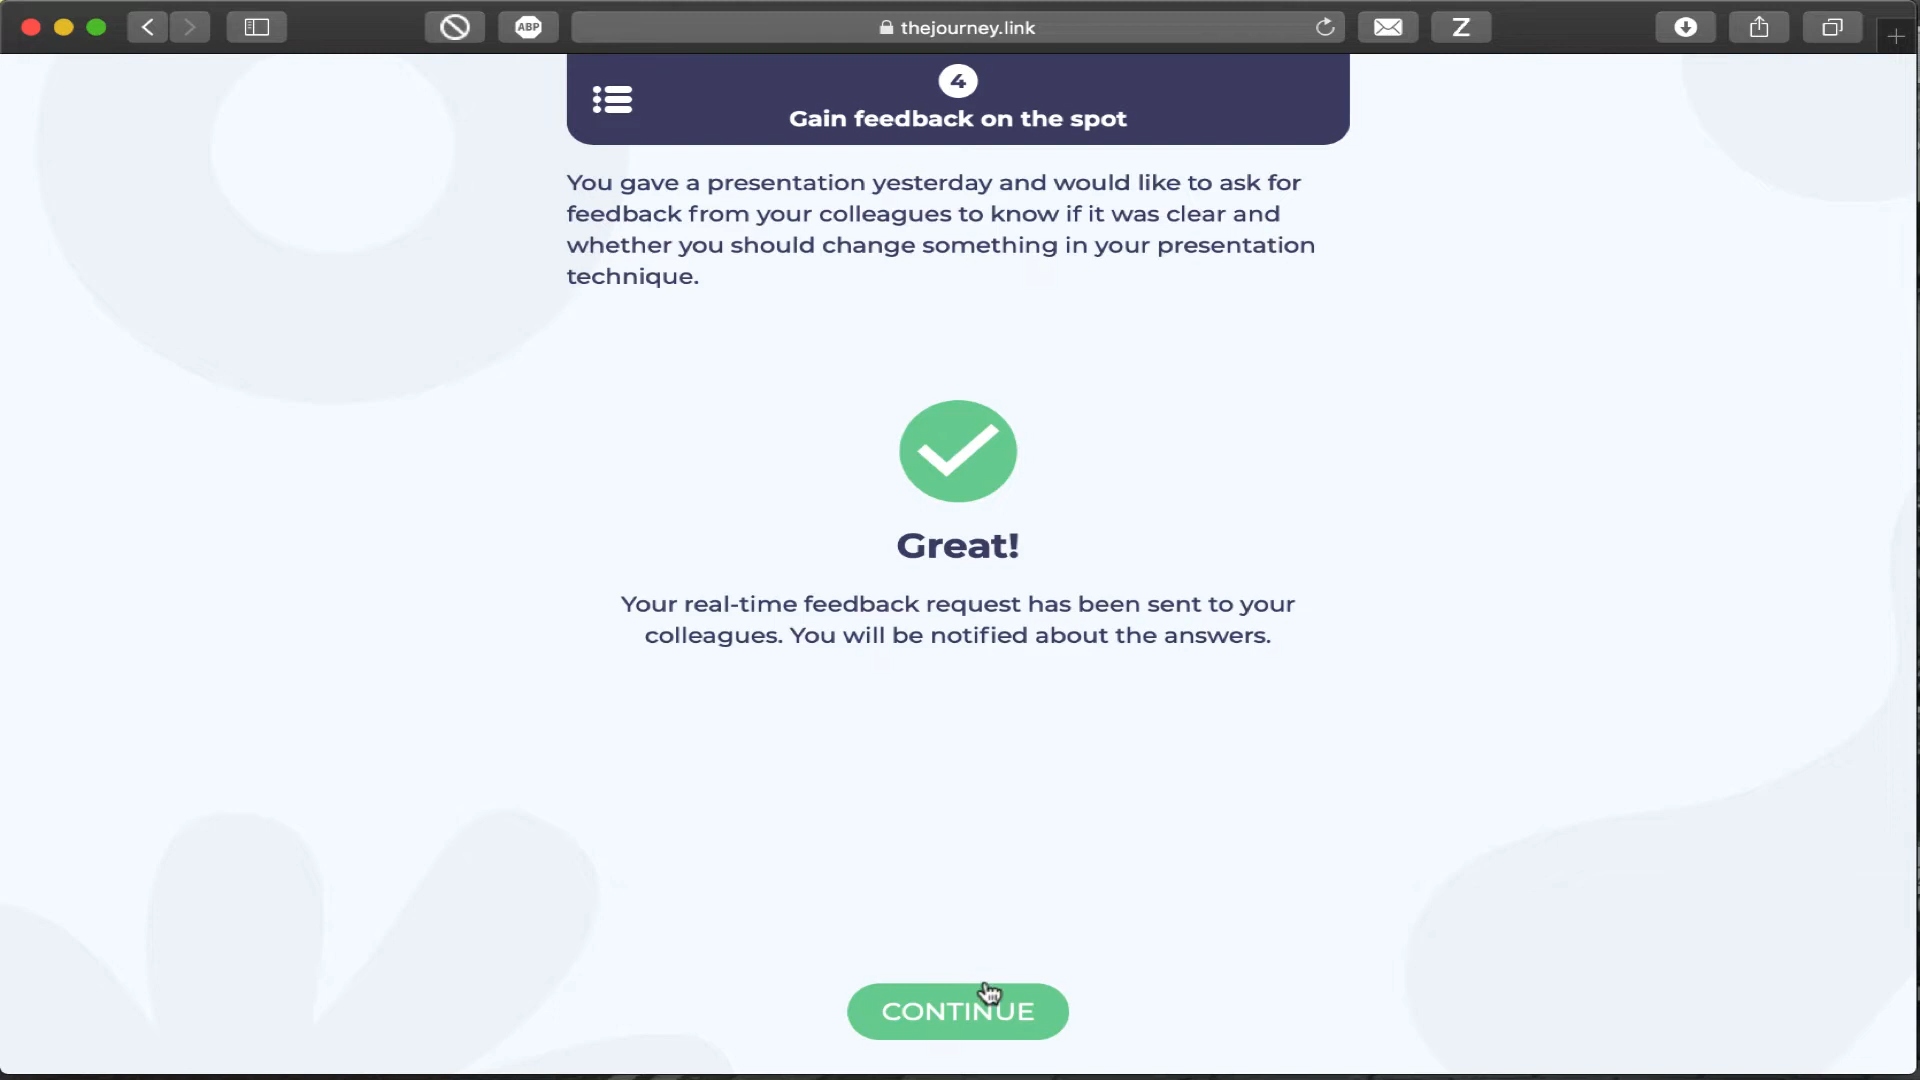 ABP
thejourney.link
Z
4
Gain feedback on the spot
You gave a presentation yesterday and would like to ask for
feedback from your colleagues to know if it was clear and
whether you should change something in your presentation
technique.
Great!
Your real-time feedback request has been sent to your
colleagues. You will be notified about the answers.
CONTINUE